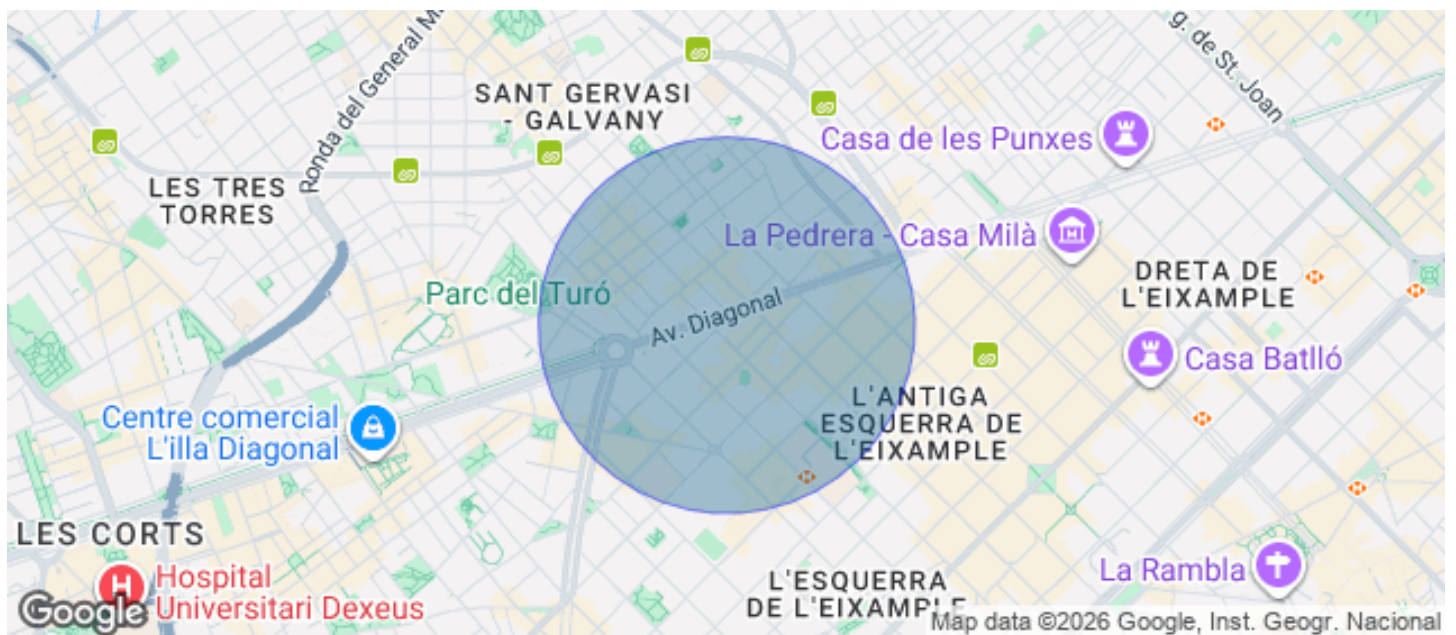 g. de St. Joan
Ronda del General Mi
SANT GERVASI
- GALVANY
Casa de les Punxes
LES TRES
TORRES
La Pedrera - Casa Milà
DRETA DE
L'EIXAMPLE
Parc del Turó
Av. Diagonal
Casa Batlló
L'ANTIGA
ESQUERRA DE
L'EIXAMPLE
Centre comercial
L'illa Diagonal
LES CORTS
Hospital
Universitari Dexeus
H
La Rambla
L'ESQUERRA
DE L'EIXAMPLE
Google
Map data ©2026 Google, Inst. Geogr. Nacional